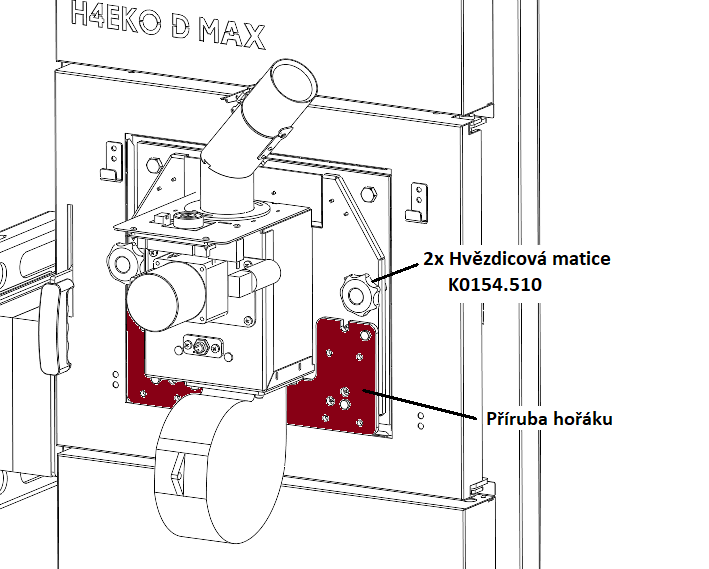 H4EKO D MAX
2x Hvězdicová matice
K0154.510
Příruba hořáku